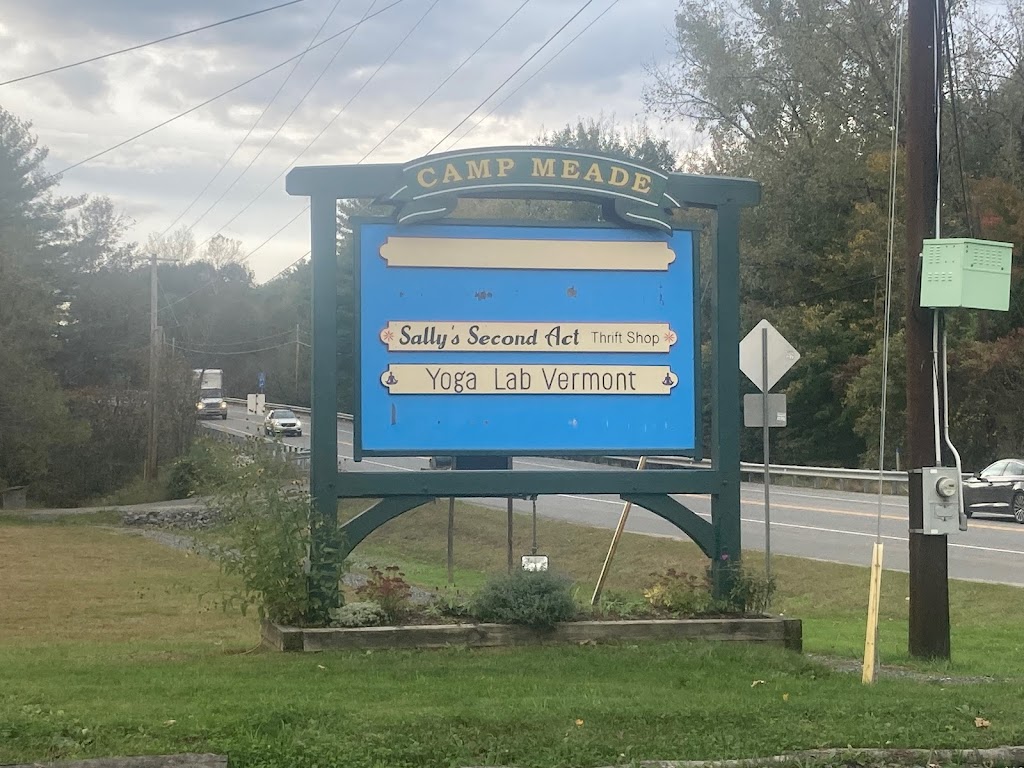 CAMP MEADE
Sally's Second Act Thrift Shop
Yoga Lab Vermont